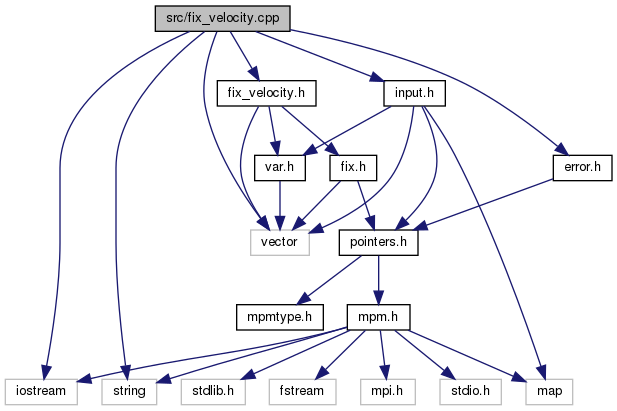 src/fix_velocity.cpp
fix_velocity.h
input.h
var.h
fix.h
error.h
vector
pointers.h
mpmtype.h
mpm.h
iostream
string
stdlib.h
fstream
mpi.h
stdio.h
map